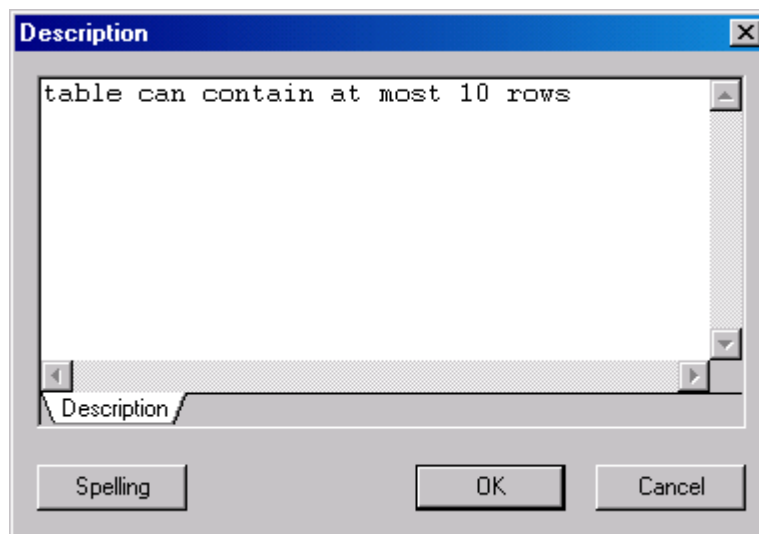 Description
table can contain at most 10 rows
Description
Spelling
OK
Cancel